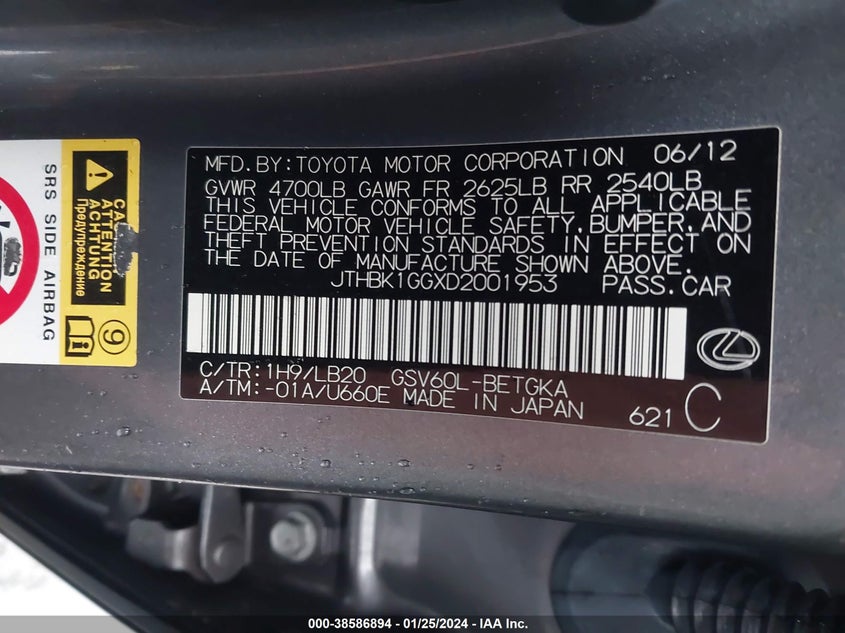 MFD.BY:TOYOTA MOTOR CORPORATION 06/12
GVWR 4700LB GAWR FR 2625LB RR 2540LB
THIS VEHICLE CONFORMS TO ALL APPLICABLE
FEDERAL MOTOR VEHICLE SAFETY,BUMPER,AND
THEFT PREVENTION STANDARDS IN EFFECT ON
THE DATE OF MANUFACTURE SHOWN ABOVE.
JTHBK1GGXD2001953 PASS.CAR
C/TR:1H9/LB20 GSV60L-BETGKA
A/TM:-01A/U660E MADE IN JAPAN 621 C
SRS SIDE AIRBAG
ATTENTION
ACHTUNG
Предупреждение
9
000-38586894 - 01/25/2024 - IAA Inc.